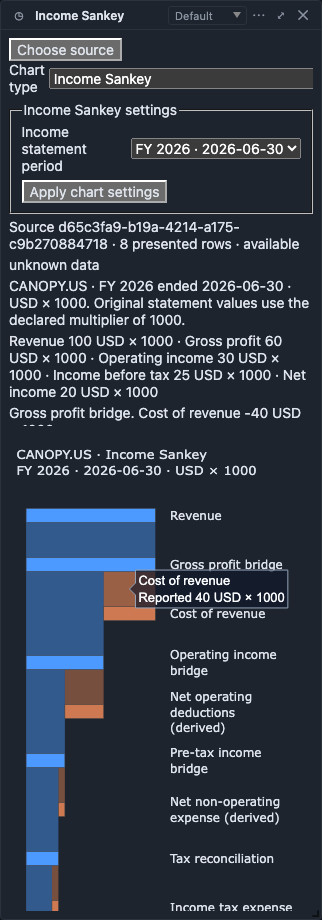 Income Sankey
Default
Choose source
Chart
type
Income Sankey
Income Sankey settings
Income
statement
period
FY 2026 · 2026-06-30
Apply chart settings
Source d65c3fa9-b19a-4214-a175-
c9b270884718 · 8 presented rows · available
unknown data
CANOPY.US · FY 2026 ended 2026-06-30 ·
USD × 1000. Original statement values use the
declared multiplier of 1000.
Revenue 100 USD × 1000 · Gross profit 60
USD × 1000 · Operating income 30 USD ×
1000 · Income before tax 25 USD × 1000 · Net
income 20 USD × 1000
Gross profit bridge. Cost of revenue -40 USD
CANOPY.US · Income Sankey
FY 2026 · 2026-06-30 · USD × 1000
Revenue
Gross profit bridge
Cost of revenue
Reported 40 USD × 1000
Cost of revenue
Operating income
bridge
Net operating
deductions
(derived)
Pre-tax income
bridge
Net non-operating
expense (derived)
Tax reconciliation
Income tax expense